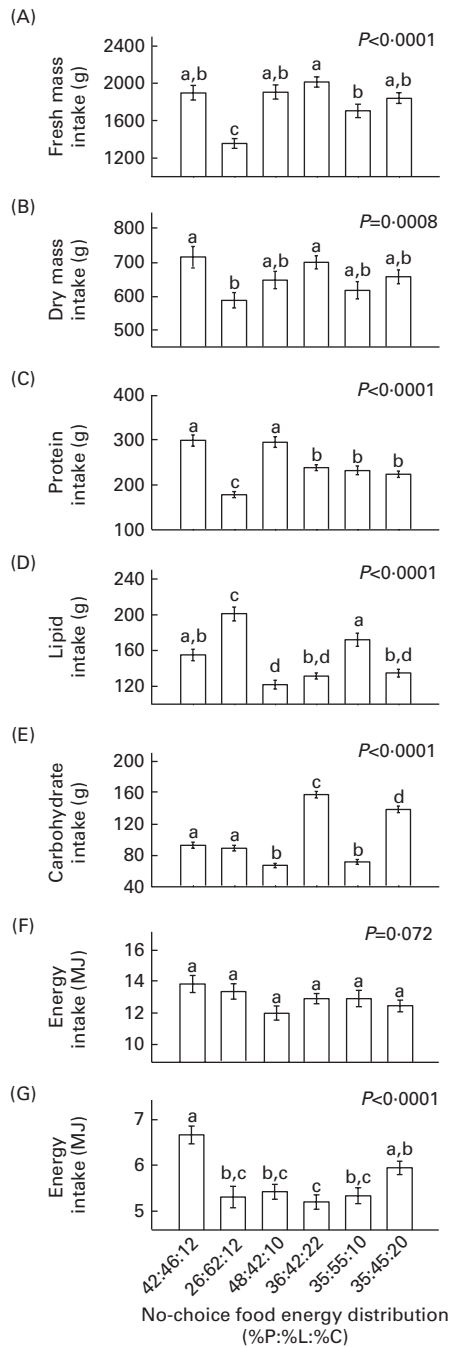 (A)
P<0·0001
Fresh mass
intake (g)
2400
2000
1600
1200
a,b
c
a,b
a
b
a,b
(B)
P=0·0008
Dry mass
intake (g)
800
700
600
500
a
b
a,b
a
a,b
a,b
(C)
P<0·0001
Protein
intake (g)
400
300
200
100
a
c
a
b
b
b
(D)
P<0·0001
Lipid
intake (g)
240
200
160
120
a,b
c
d
b,d
a
b,d
(E)
P<0·0001
Carbohydrate
intake (g)
200
160
120
80
40
a
a
b
c
b
d
(F)
P=0·072
Energy
intake (MJ)
16
14
12
10
a
a
a
a
a
a
(G)
P<0·0001
Energy
intake (MJ)
7
6
5
a
b,c
b,c
c
b,c
a,b
42:46:12
26:62:12
48:42:10
36:42:22
35:55:10
35:45:20
No-choice food energy distribution
(%P:%L:%C)